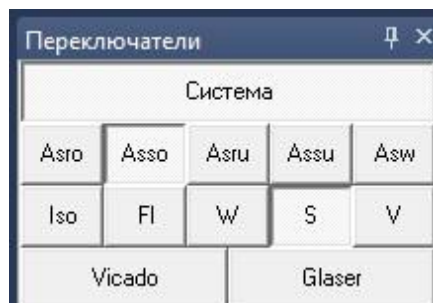 Переключатели
Система
Asro Asso Asru Assu Asw
Iso Fl W S V
Vicado Glaser